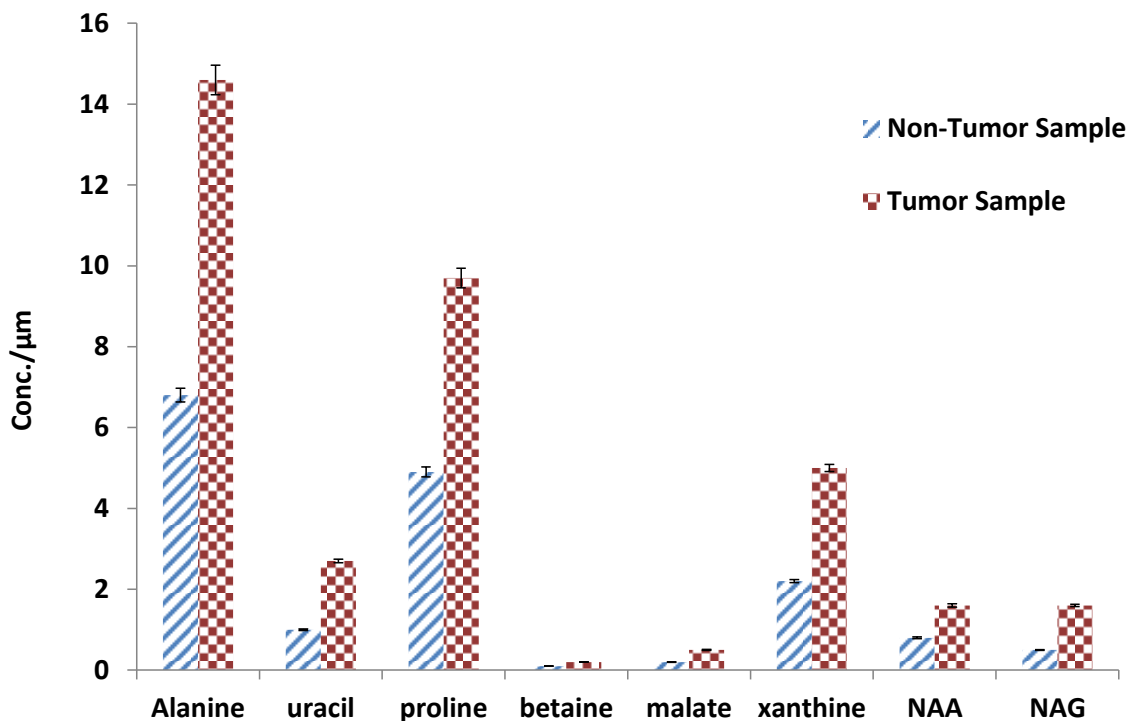 16
14
12
10
8
6
4
2
0
Conc./µm
Non-Tumor Sample
Tumor Sample
Alanine uracil proline betaine malate xanthine NAA NAG